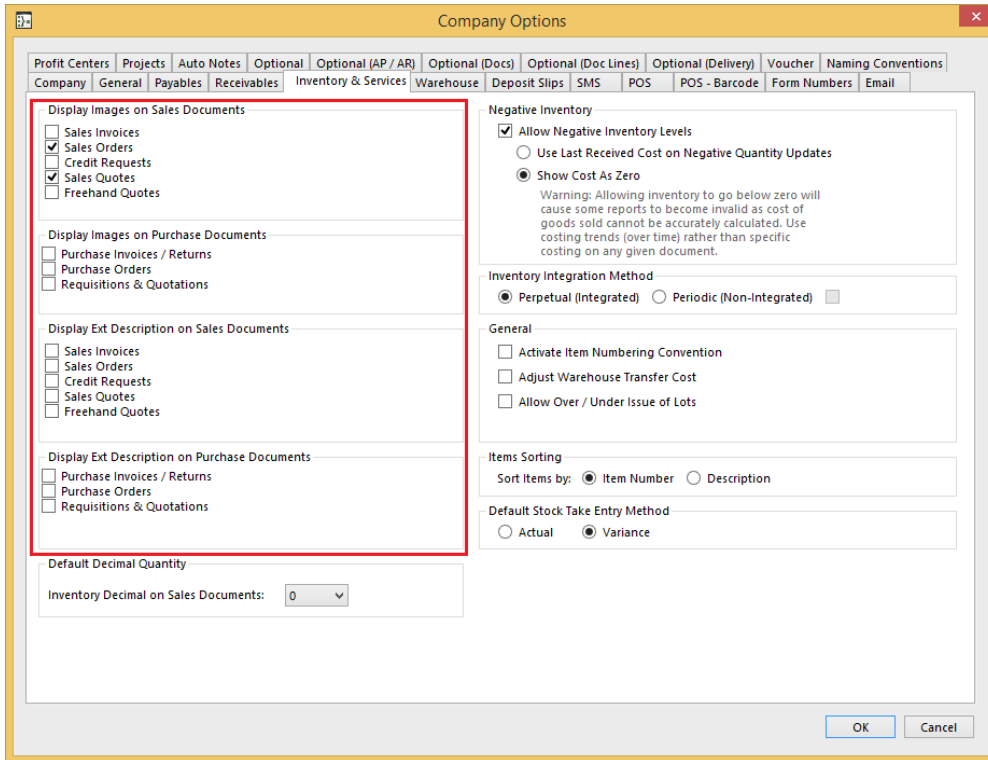 Company Options
Profit Centers Projects Auto Notes Optional Optional (AP / AR) Optional (Docs) Optional (Doc Lines) Optional (Delivery) Voucher Naming Conventions
Company General Payables Receivables Inventory & Services Warehouse Deposit Slips SMS POS POS - Barcode Form Numbers Email
Display Images on Sales Documents
Sales Invoices
Sales Orders
Credit Requests
Sales Quotes
Freehand Quotes
Display Images on Purchase Documents
Purchase Invoices / Returns
Purchase Orders
Requisitions & Quotations
Display Ext Description on Sales Documents
Sales Invoices
Sales Orders
Credit Requests
Sales Quotes
Freehand Quotes
Display Ext Description on Purchase Documents
Purchase Invoices / Returns
Purchase Orders
Requisitions & Quotations
Default Decimal Quantity
Inventory Decimal on Sales Documents: 0
Negative Inventory
Allow Negative Inventory Levels
Use Last Received Cost on Negative Quantity Updates
Show Cost As Zero
Warning: Allowing inventory to go below zero will
cause some reports to become invalid as cost of
goods sold cannot be accurately calculated. Use
costing trends (over time) rather than specific
costing on any given document.
Inventory Integration Method
Perpetual (Integrated) Periodic (Non-Integrated)
General
Activate Item Numbering Convention
Adjust Warehouse Transfer Cost
Allow Over / Under Issue of Lots
Items Sorting
Sort Items by: Item Number Description
Default Stock Take Entry Method
Actual Variance
OK Cancel